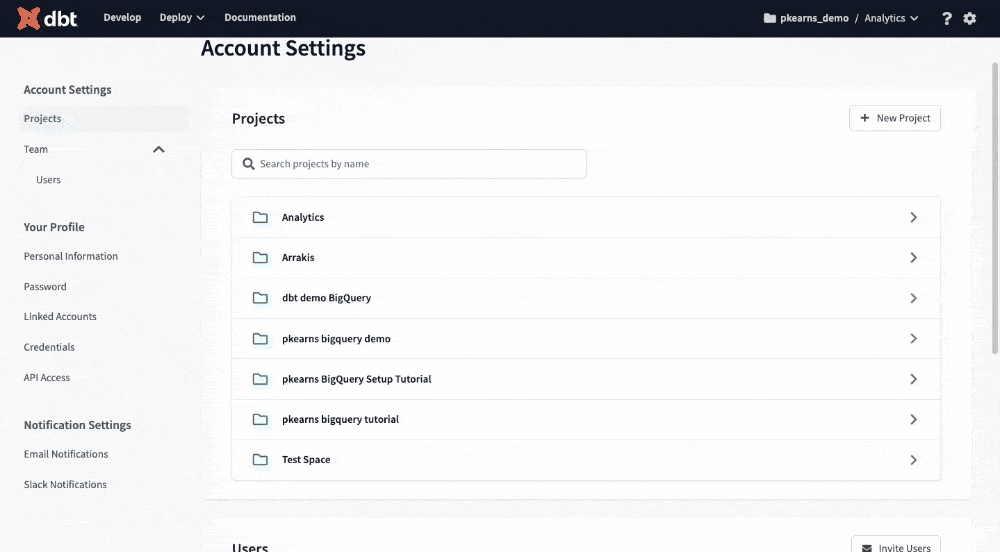 dbt Develop Deploy Documentation pkearns_demo / Analytics ?
Account Settings
Account Settings
Projects
Team
Users
Your Profile
Personal Information
Password
Linked Accounts
Credentials
API Access
Notification Settings
Email Notifications
Slack Notifications
Projects
New Project
Search projects by name
Analytics
Arrakis
dbt demo BigQuery
pkearns bigquery demo
pkearns BigQuery Setup Tutorial
pkearns bigquery tutorial
Test Space
Users
Invite Users